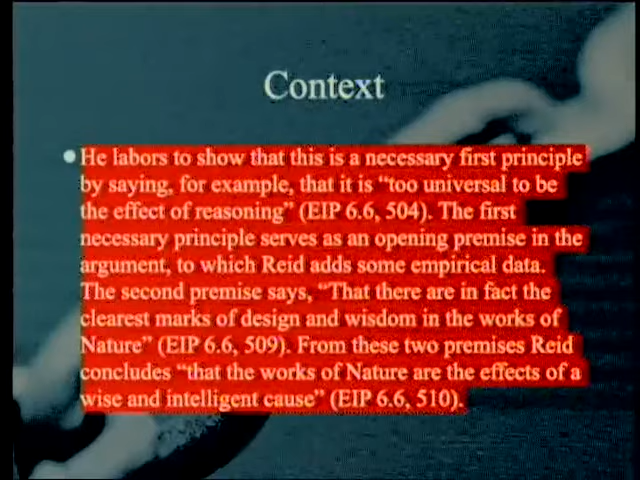 Context
• He labors to show that this is a necessary first principle
by saying, for example, that it is “too universal to be
the effect of reasoning” (EIP 6.6, 504). The first
necessary principle serves as an opening premise in the
argument, to which Reid adds some empirical data.
The second premise says, “That there are in fact the
clearest marks of design and wisdom in the works of
Nature” (EIP 6.6, 509). From these two premises Reid
concludes “that the works of Nature are the effects of a
wise and intelligent cause” (EIP 6.6, 510).